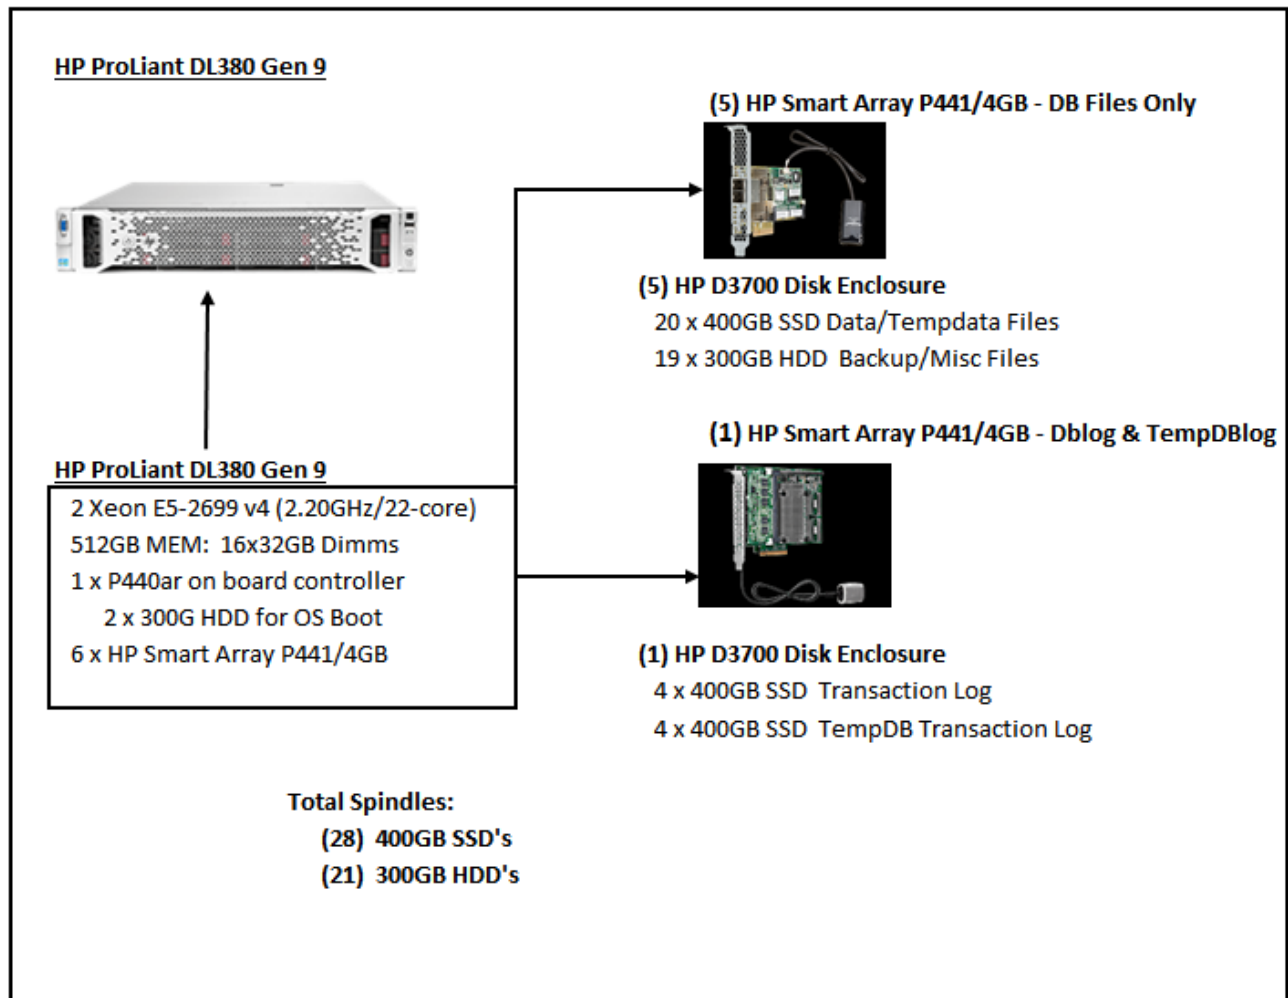 HP ProLiant DL380 Gen 9
(5) HP Smart Array P441/4GB - DB Files Only
(5) HP D3700 Disk Enclosure
20 x 400GB SSD Data/Tempdata Files
19 x 300GB HDD  Backup/Misc Files
(1) HP Smart Array P441/4GB - Dblog & TempDBlog
HP ProLiant DL380 Gen 9
2 Xeon E5-2699 v4 (2.20GHz/22-core)
512GB MEM:  16x32GB Dimms
1 x P440ar on board controller
2 x 300G HDD for OS Boot
6 x HP Smart Array P441/4GB
(1) HP D3700 Disk Enclosure
4 x 400GB SSD  Transaction Log
4 x 400GB SSD  TempDB Transaction Log
Total Spindles:
(28)  400GB SSD's
(21)  300GB HDD's